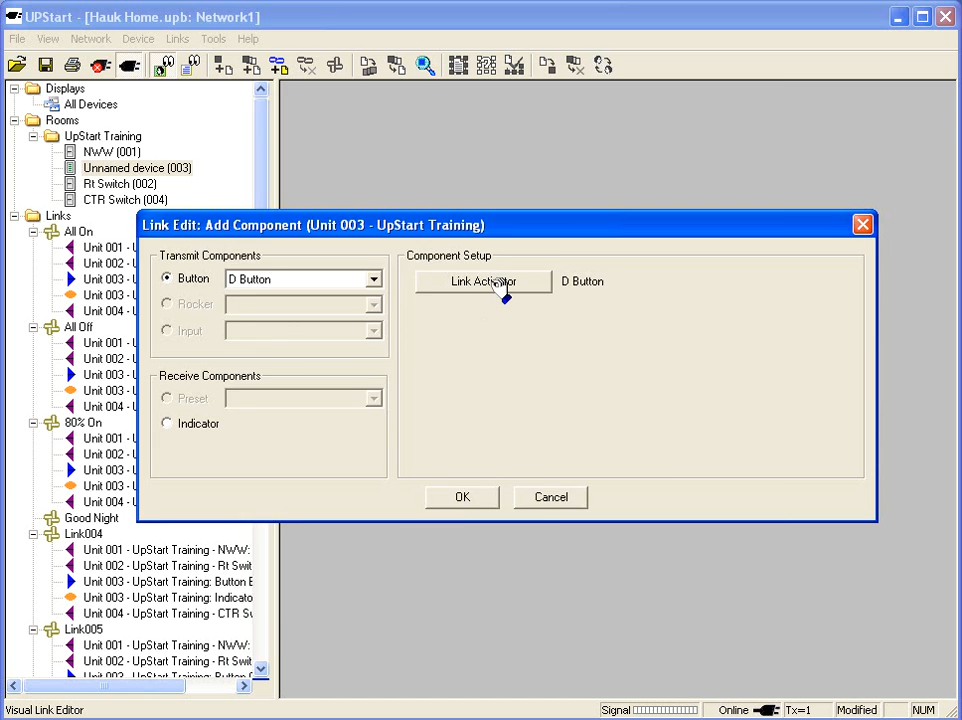 UPStart - [Hauk Home.upb: Network1]
File View Network Device Links Tools Help
Displays
All Devices
Rooms
UpStart Training
NWW (001)
Unnamed device (003)
Rt Switch (002)
CTR Switch (004)
Links
All On
Unit 001 - U
Unit 002 - U
Unit 003 - U
Unit 004 - U
All Off
Unit 001 - U
Unit 002 - U
Unit 003 - U
Unit 003 - U
Unit 004 - U
80% On
Unit 001 - U
Unit 002 - U
Unit 003 - U
Unit 003 - U
Unit 004 - U
Good Night
Link004
Unit 001 - UpStart Training - NWW:
Unit 002 - UpStart Training - Rt Swit
Unit 003 - UpStart Training: Button E
Unit 003 - UpStart Training: Indicato
Unit 004 - UpStart Training - CTR Sv
Link005
Unit 001 - UpStart Training - NWW:
Unit 002 - UpStart Training - Rt Swit
Unit 003 - UpStart Training: Button
Link Edit: Add Component (Unit 003 - UpStart Training)
Transmit Components
Button D Button
Rocker
Input
Receive Components
Preset
Indicator
Component Setup
Link Activator D Button
OK Cancel
Visual Link Editor
Signal Online Tx=1 Modified NUM